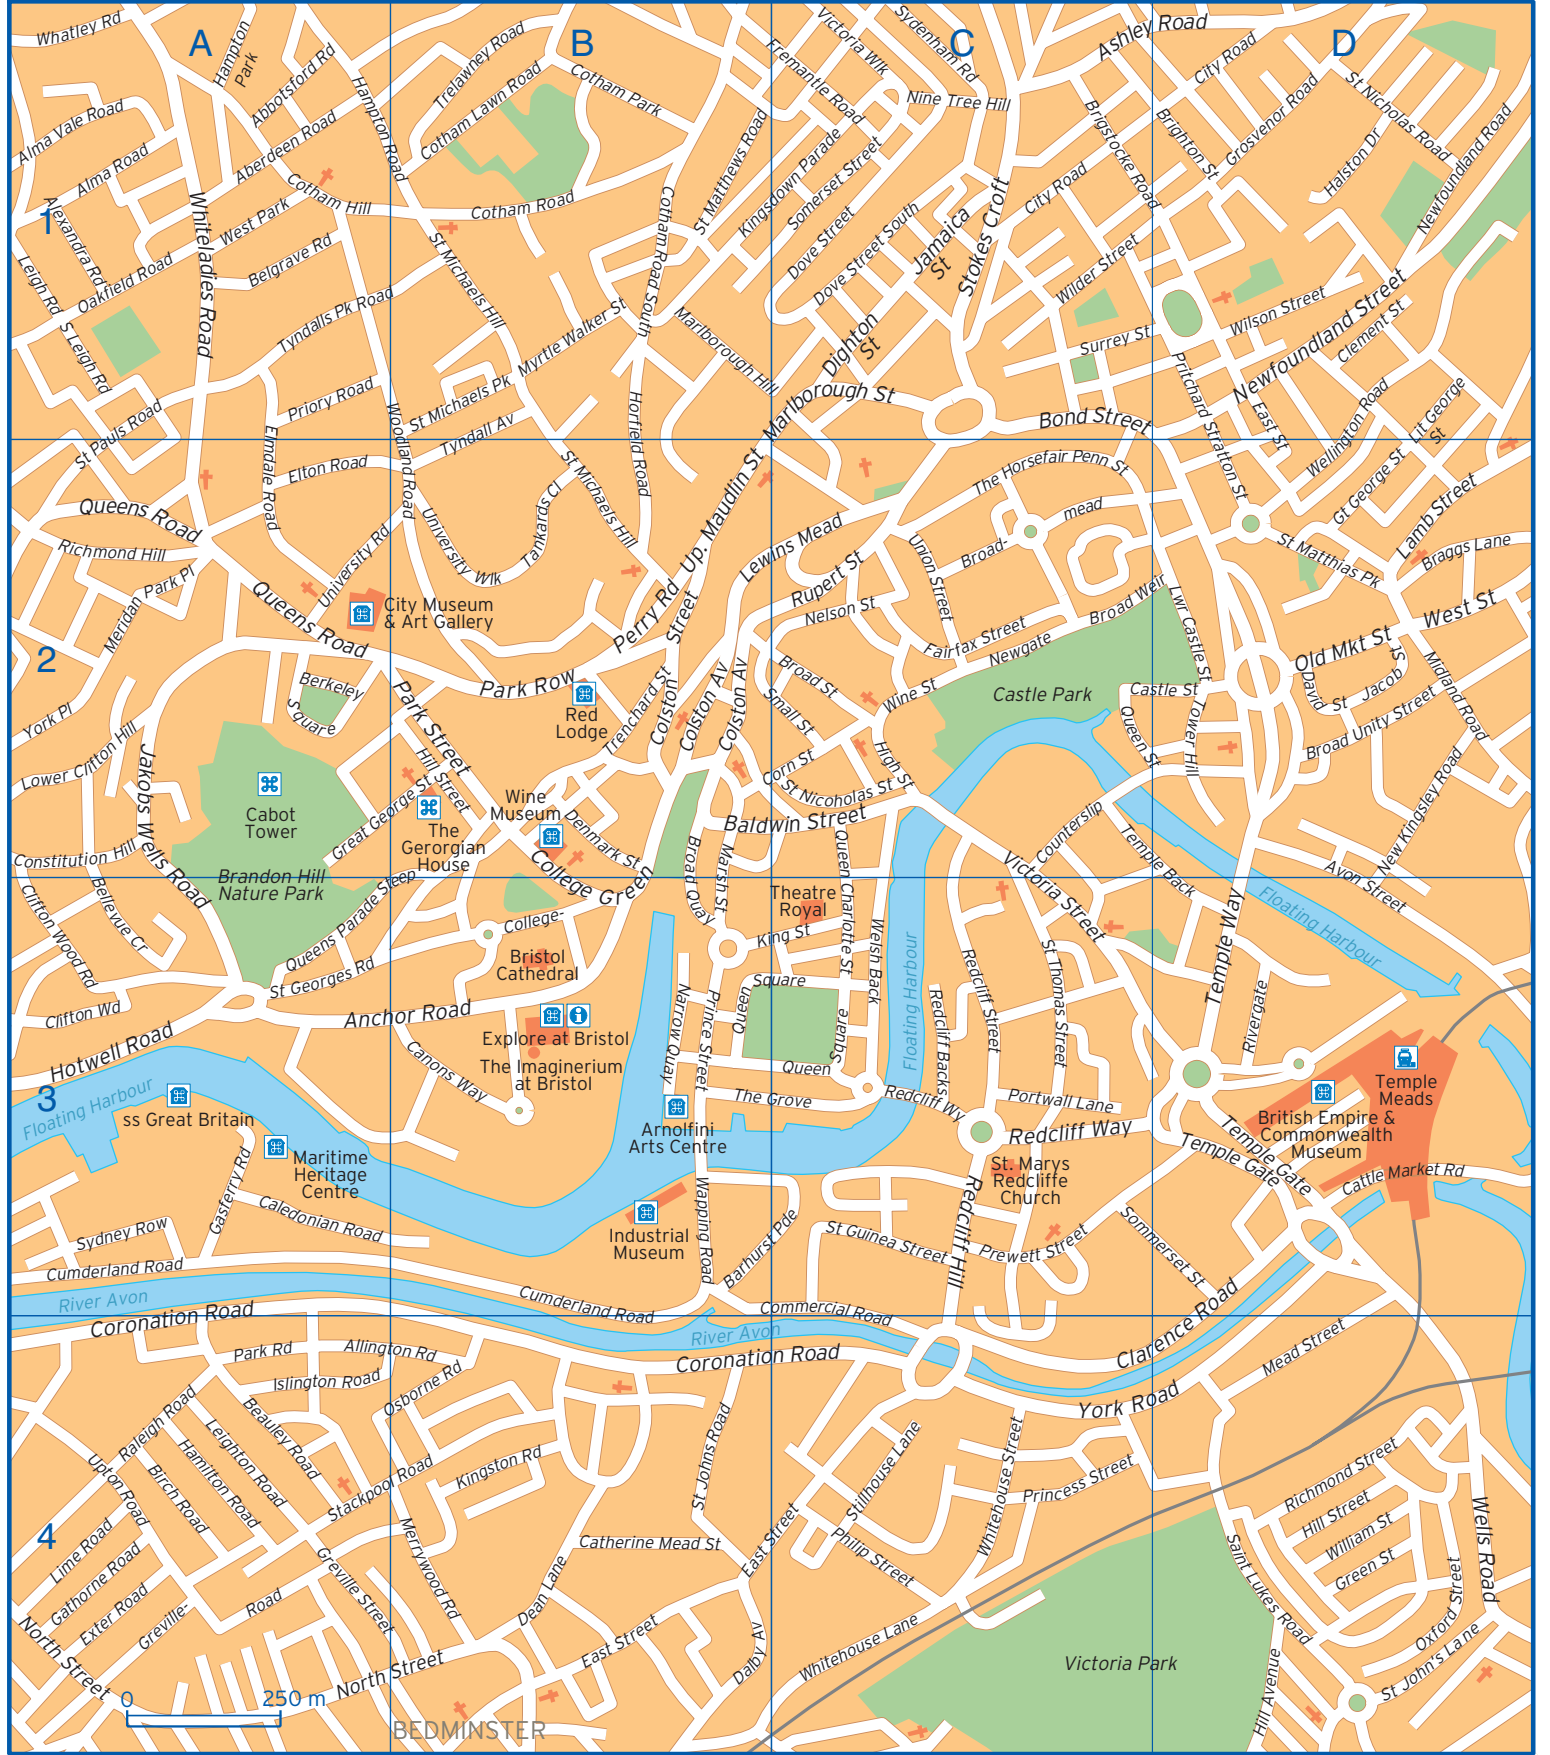 A
B
C
D
1
2
3
4
Whatley Rd
Hampton
Park
Abbotsford Rd
Trelawney Road
Cotham Lawn Road
Cotham Park
Victoria Wlk
Sydenham Rd
Fremantle Road
Nine Tree Hill
Ashley Road
City Road
Grosvenor Road
St Nicholas Road
Newfoundland Road
Halston Dr
Brighton St
Brigstocke Road
City Road
Alma Vale Road
Alma Road
Aberdeen Road
Hampton Road
Cotham Hill
Cotham Road
West Park
Alexandra Rd
Whiteladies Road
Leigh Rd
S Leigh Rd
Oakfield Road
Belgrave Rd
Tyndalls Pk Road
St Michaels Hill
St Matthews Road
Kingsdown Parade
Somerset Street
Dove Street
Dove Street South
Jamaica
St
Stokes Croft
Wilder Street
Cotham Road South
Myrtle Walker St
St Michaels Pk
Marlborough Hill
Dighton
St
Marlborough St
Surrey St
Wilson Street
Newfoundland Street
Clement St
Bond Street
Pritchard Stratton St
East St
Wellington Road
Lit George
St
Gt George St
Lamb Street
St Pauls Road
Priory Road
Elmdale Road
Elton Road
Woodland Road
Tyndall Av
Horfield Road
St Michaels Hill
Tankards Cl
University Wlk
University Rd
Queens Road
Richmond Hill
Park Pl
Meridan
Queens Road
City Museum
& Art Gallery
Perry Rd
Up. Maudlin St
Lewins Mead
Rupert St
Nelson St
The Horsefair Penn St
Broad-
mead
Union Street
Fairfax Street
Newgate
Broad Weir
Lwr Castle St
St Matthias Pk
Braggs Lane
Old Mkt St
West St
David
St
Jacob
St
Midland Road
Broad Unity Street
New Kingsley Road
Castle St
Tower Hill
Queen St
Castle Park
Wine St
Broad St
Small St
Corn St
High St
St Nicoholas St
Baldwin Street
Park Row
Red
Lodge
Trenchard St
Colston
Street
Colston Av
Colston Av
Berkeley
Square
Park Street
Hill Street
Great George St
York Pl
Lower Clifton Hill
Jakobs Wells Road
Cabot
Tower
Brandon Hill
Nature Park
Wine
Museum
The
Gerorgian
House
Denmark St
College Green
Constitution Hill
Bellevue Cr
Clifton Wood Rd
Clifton Wd
Queens Parade
Steep
St Georges Rd
College-
Bristol
Cathedral
Broad Quay
Marsh St
Theatre
Royal
King St
Queen Charlotte St
Welsh Back
Floating Harbour
Counterslip
Victoria Street
Temple Back
Temple Way
Avon Street
Floating Harbour
Redcliff Street
St Thomas Street
Redcliff Backs
Rivergate
Hotwell Road
Anchor Road
Canons Way
Explore at Bristol
The Imaginerium
at Bristol
Narrow Quay
Prince Street
Queen
Square
Queen
Square
The Grove
Redcliff Wy
Redcliff Way
Portwall Lane
Temple
Meads
British Empire &
Commonwealth
Museum
Temple Gate
Temple Gate
Cattle Market Rd
Floating Harbour
ss Great Britain
Maritime
Heritage
Centre
Arnolfini
Arts Centre
St. Marys
Redcliffe
Church
Industrial
Museum
Wapping Road
Barhurst Pde
St Guinea Street
Redcliff Hill
Prewett Street
Sommerset St
Gasferry Rd
Caledonian Road
Sydney Row
Cumderland Road
Cumderland Road
Commercial Road
River Avon
River Avon
Coronation Road
Coronation Road
Clarence Road
York Road
Mead Street
Park Rd
Allington Rd
Islington Road
Osborne Rd
Raleigh Road
Beauley Road
Leighton Road
Hamilton Road
Birch Road
Upton Road
Stackpool Road
Kingston Rd
Lime Road
Gathorne Road
Exter Road
Greville-
Road
Greville Street
Merrywood Rd
Dean Lane
Catherine Mead St
St Johns Road
East Street
East Street
Dalby Av
Stillhouse Lane
Philip Street
Whitehouse Street
Princess Street
Whitehouse Lane
Victoria Park
Richmond Street
Hill Street
William St
Green St
Wells Road
Oxford Street
St John's Lane
Saint Lukes Road
Hill Avenue
North Street
North Street
BEDMINSTER
0
250 m